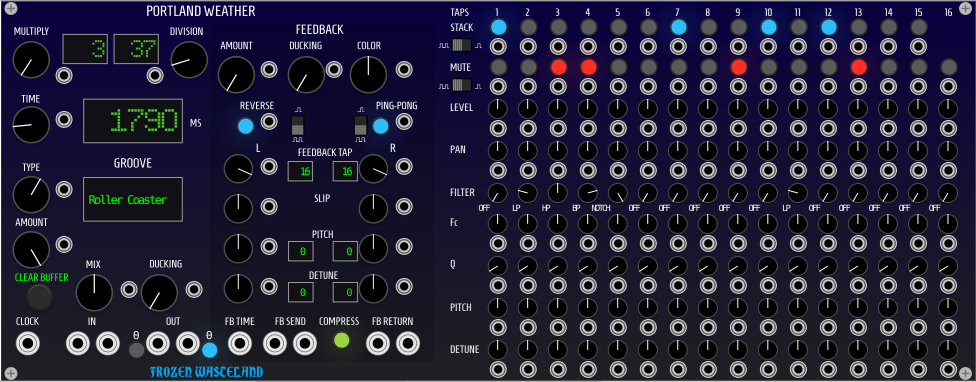 PORTLAND WEATHER
MULTIPLY 3 37 DIVISION
TIME 1790 MS
TYPE GROOVE
Roller Coaster
AMOUNT
CLEAR BUFFER
MIX DUCKING
CLOCK IN θ OUT θ
FEEDBACK
AMOUNT DUCKING COLOR
REVERSE PING-PONG
L FEEDBACK TAP R
16 16
SLIP
PITCH
0 0
DETUNE
0 0
FB TIME FB SEND COMPRESS FB RETURN
FROZEN WASTELAND
TAPS 1 2 3 4 5 6 7 8 9 10 11 12 13 14 15 16
STACK
MUTE
LEVEL
PAN
FILTER
OFF LP HP BP NOTCH OFF OFF OFF OFF OFF LP OFF OFF OFF OFF OFF
Fc
Q
PITCH
DETUNE